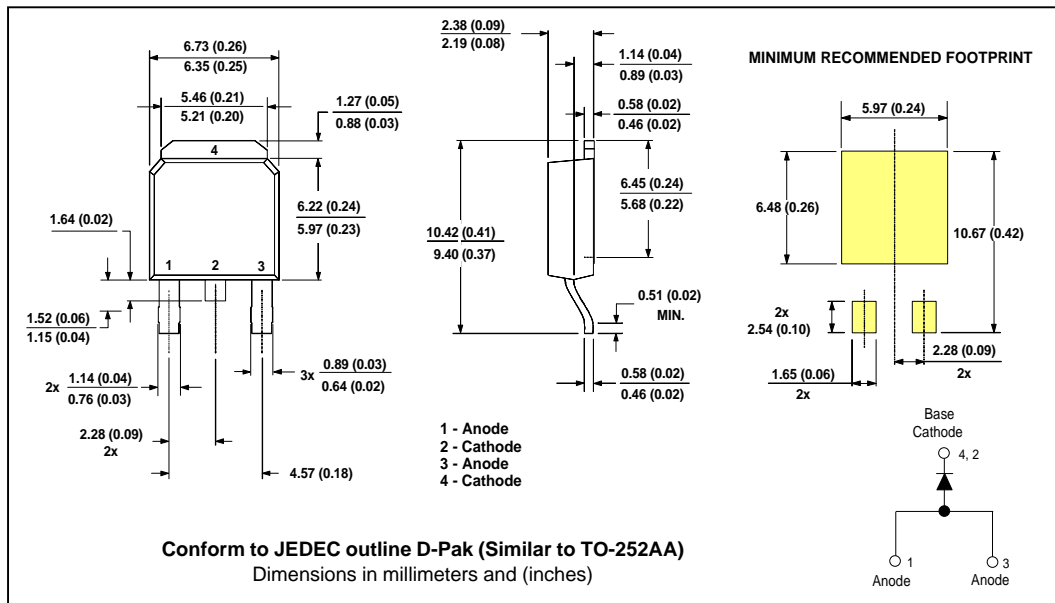 6.73 (0.26)
6.35 (0.25)
5.46 (0.21)
5.21 (0.20)
1.27 (0.05)
0.88 (0.03)
4
6.22 (0.24)
5.97 (0.23)
1.64 (0.02)
1
2
3
1.52 (0.06)
1.15 (0.04)
2x
1.14 (0.04)
0.76 (0.03)
3x
0.89 (0.03)
0.64 (0.02)
2.28 (0.09)
2x
4.57 (0.18)
2.38 (0.09)
2.19 (0.08)
1.14 (0.04)
0.89 (0.03)
0.58 (0.02)
0.46 (0.02)
6.45 (0.24)
5.68 (0.22)
10.42 (0.41)
9.40 (0.37)
0.51 (0.02)
MIN.
0.58 (0.02)
0.46 (0.02)
1 - Anode
2 - Cathode
3 - Anode
4 - Cathode
MINIMUM RECOMMENDED FOOTPRINT
5.97 (0.24)
6.48 (0.26)
10.67 (0.42)
2x
2.54 (0.10)
2.28 (0.09)
2x
1.65 (0.06)
2x
Base
Cathode
4, 2
1
Anode
3
Anode
Conform to JEDEC outline D-Pak (Similar to TO-252AA)
Dimensions in millimeters and (inches)